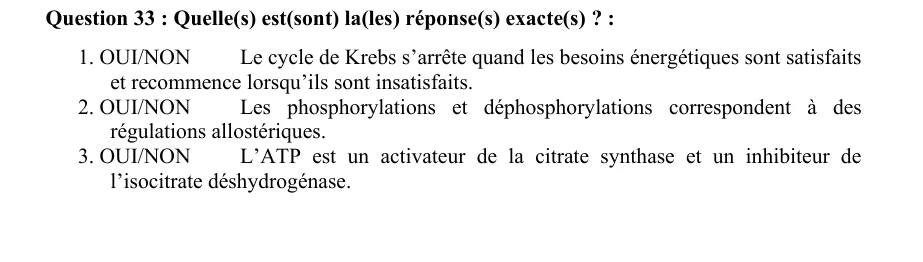 Question 33 : Quelle(s) est(sont) la(les) réponse(s) exacte(s) ? :
1. OUI/NON Le cycle de Krebs s’arrête quand les besoins énergétiques sont satisfaits
et recommence lorsqu’ils sont insatisfaits.
2. OUI/NON Les phosphorylations et déphosphorylations correspondent à des
régulations allostériques.
3. OUI/NON L’ATP est un activateur de la citrate synthase et un inhibiteur de
l’isocitrate déshydrogénase.